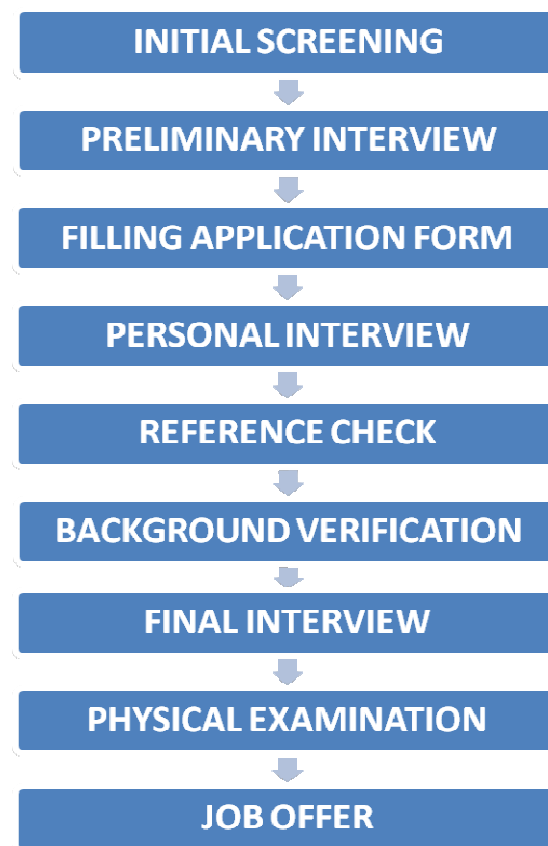 INITIAL SCREENING
PRELIMINARY INTERVIEW
FILLING APPLICATION FORM
PERSONAL INTERVIEW
REFERENCE CHECK
BACKGROUND VERIFICATION
FINAL INTERVIEW
PHYSICAL EXAMINATION
JOB OFFER